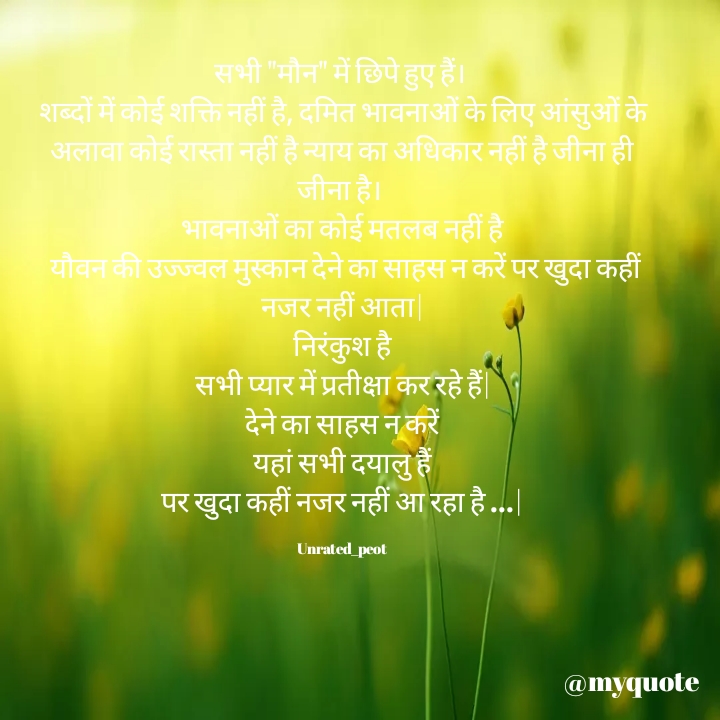 सभी "मौन" में छिपे हुए हैं।
शब्दों में कोई शक्ति नहीं है, दमित भावनाओं के लिए आंसुओं के
अलावा कोई रास्ता नहीं है न्याय का अधिकार नहीं है जीना ही
जीना है।
भावनाओं का कोई मतलब नहीं है
यौवन की उज्ज्वल मुस्कान देने का साहस न करें पर खुदा कहीं
नजर नहीं आता|
निरंकुश है
सभी प्यार में प्रतीक्षा कर रहे हैं|
देने का साहस न करें
यहां सभी दयालु हैं
पर खुदा कहीं नजर नहीं आ रहा है ...|
Unrated_peot
@myquote